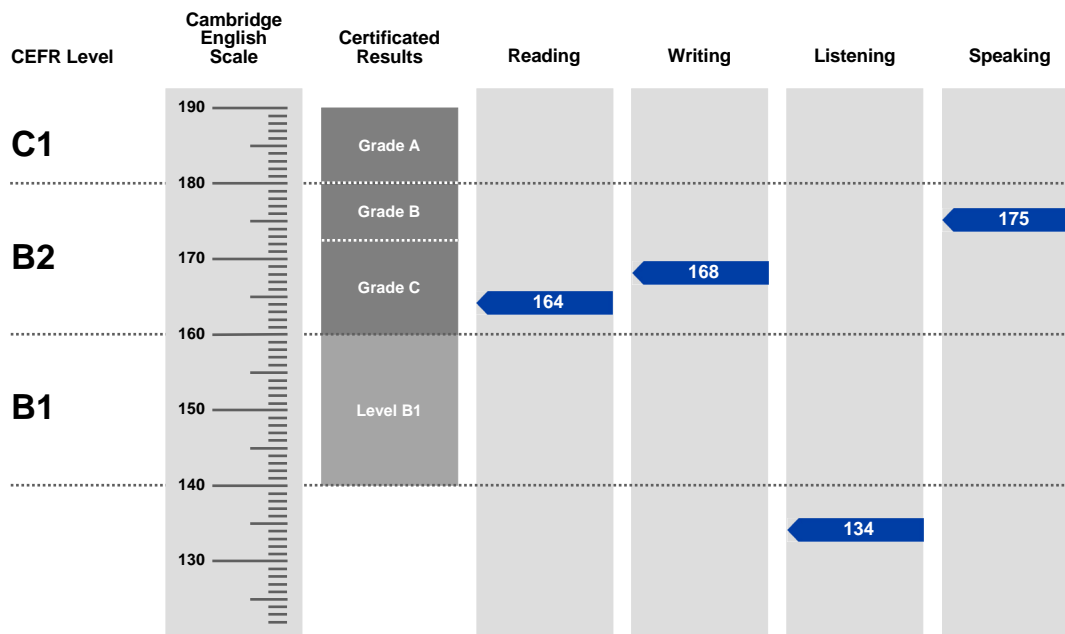 CEFR Level
Cambridge
English
Scale
Certificated
Results
Reading
Writing
Listening
Speaking
190
C1
Grade A
180
Grade B
175
B2
170
168
Grade C
164
160
B1
150
Level B1
140
134
130